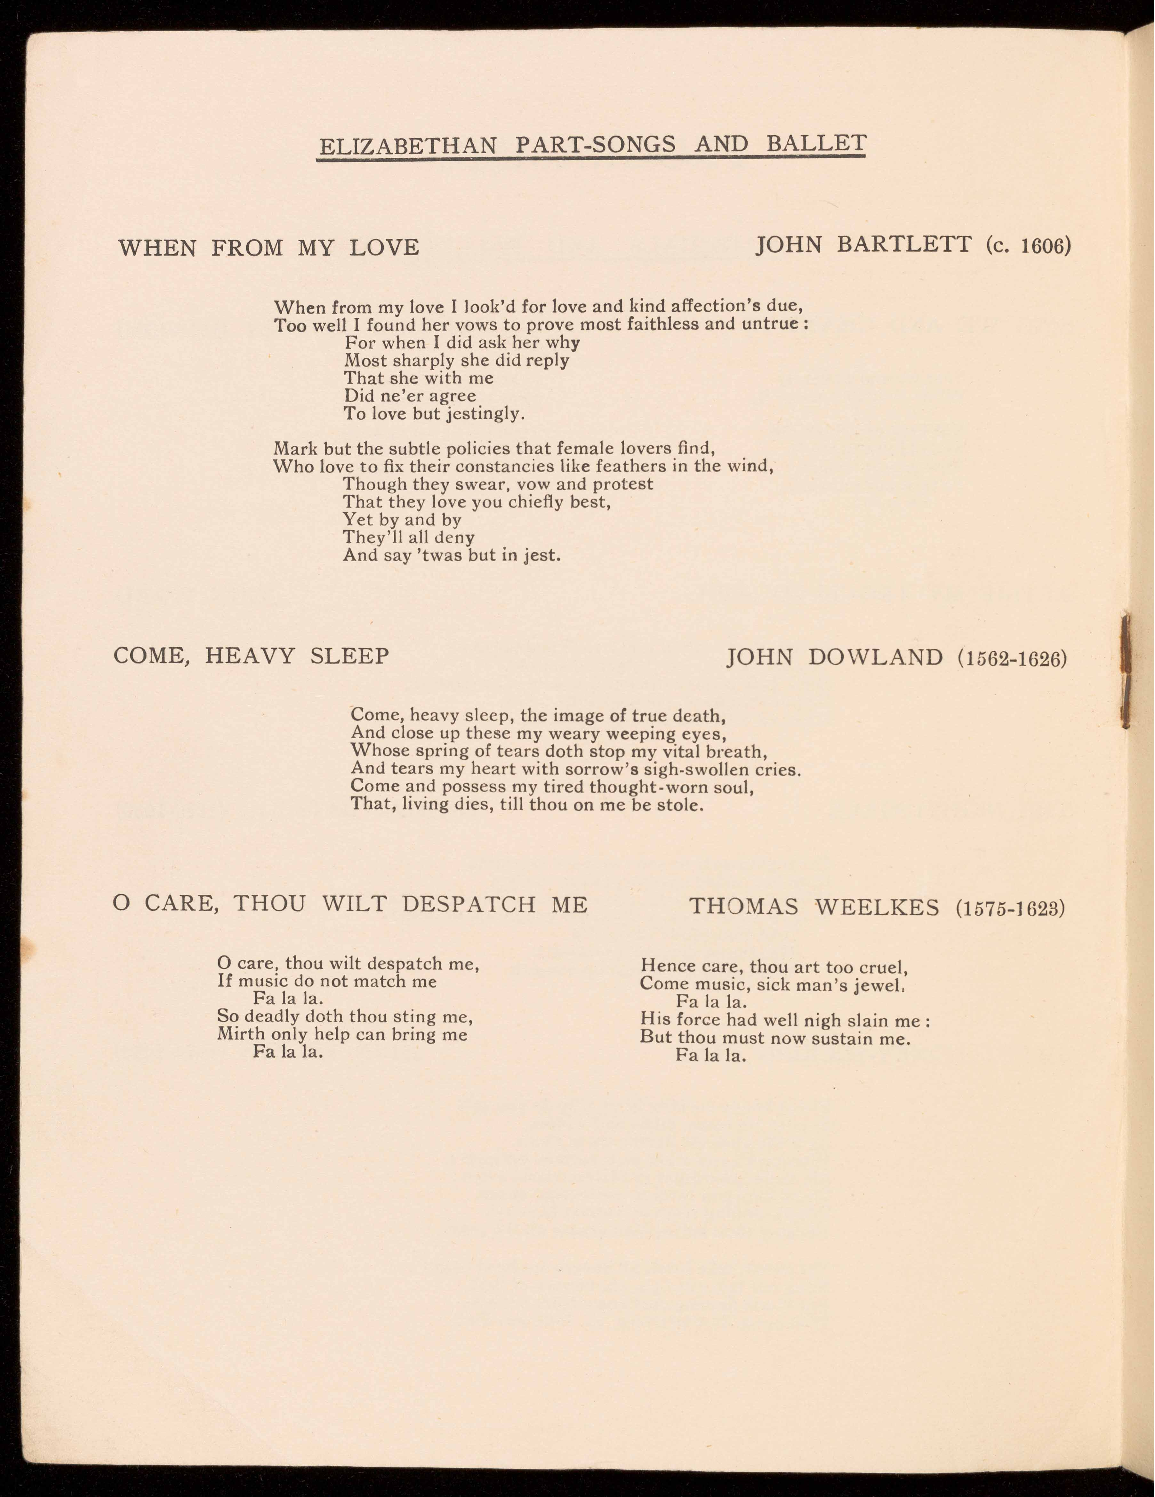 ELIZABETHAN PART-SONGS AND BALLET
WHEN FROM MY LOVE JOHN BARTLETT (c. 1606)
When from my love I look'd for love and kind affection's due,
Too well I found her vows to prove most faithless and untrue :
For when I did ask her why
Most sharply she did reply
That she with me
Did ne'er agree
To love but jestingly.
Mark but the subtle policies that female lovers find,
Who love to fix their constancies like feathers in the wind,
Though they swear, vow and protest
That they love you chiefly best,
Yet by and by
They'll all deny
And say 'twas but in jest.
COME, HEAVY SLEEP JOHN DOWLAND (1562-1626)
Come, heavy sleep, the image of true death,
And close up these my weary weeping eyes,
Whose spring of tears doth stop my vital breath,
And tears my heart with sorrow's sigh-swollen cries.
Come and possess my tired thought-worn soul,
That, living dies, till thou on me be stole.
O CARE, THOU WILT DESPATCH ME THOMAS WEELKES (1575-1623)
O care, thou wilt despatch me,
If music do not match me
Fa la la.
So deadly doth thou sting me,
Mirth only help can bring me
Fa la la.
Hence care, thou art too cruel,
Come music, sick man's jewel.
Fa la la.
His force had well nigh slain me :
But thou must now sustain me.
Fa la la.